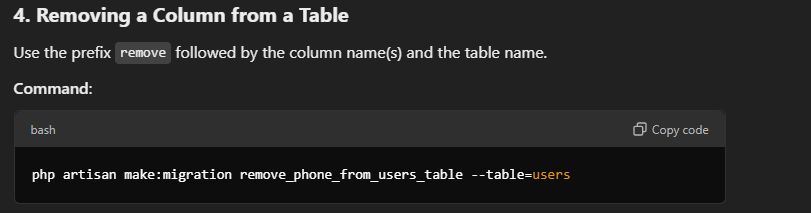 4. Removing a Column from a Table
Use the prefix remove followed by the column name(s) and the table name.
Command:
bash
Copy code
php artisan make:migration remove_phone_from_users_table --table=users